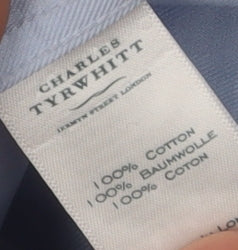 CHARLES
TYRWHITT
JERMYN STREET LONDON
100% COTTON
100% BAUMWOLLE
100% COTON